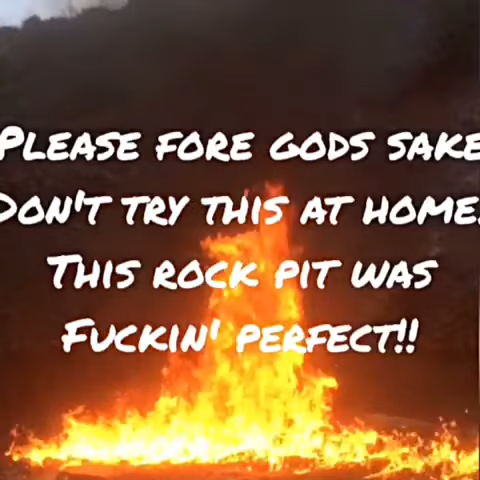 PLEASE FORE GODS SAKE
DON'T TRY THIS AT HOME.
THIS ROCK PIT WAS
FUCKIN' PERFECT!!